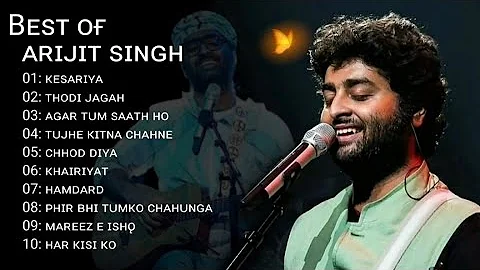 BEST OF
ARIJIT SINGH
01: KESARIYA
02: THODI JAGAH
03: AGAR TUM SAATH HO
04: TUJHE KITNA CHAHNE
05: CHHOD DIYA
06: KHAIRIYAT
07: HAMDARD
08: PHIR BHI TUMKO CHAHUNGA
09: MAREEZ E ISHQ
10: HAR KISI KO